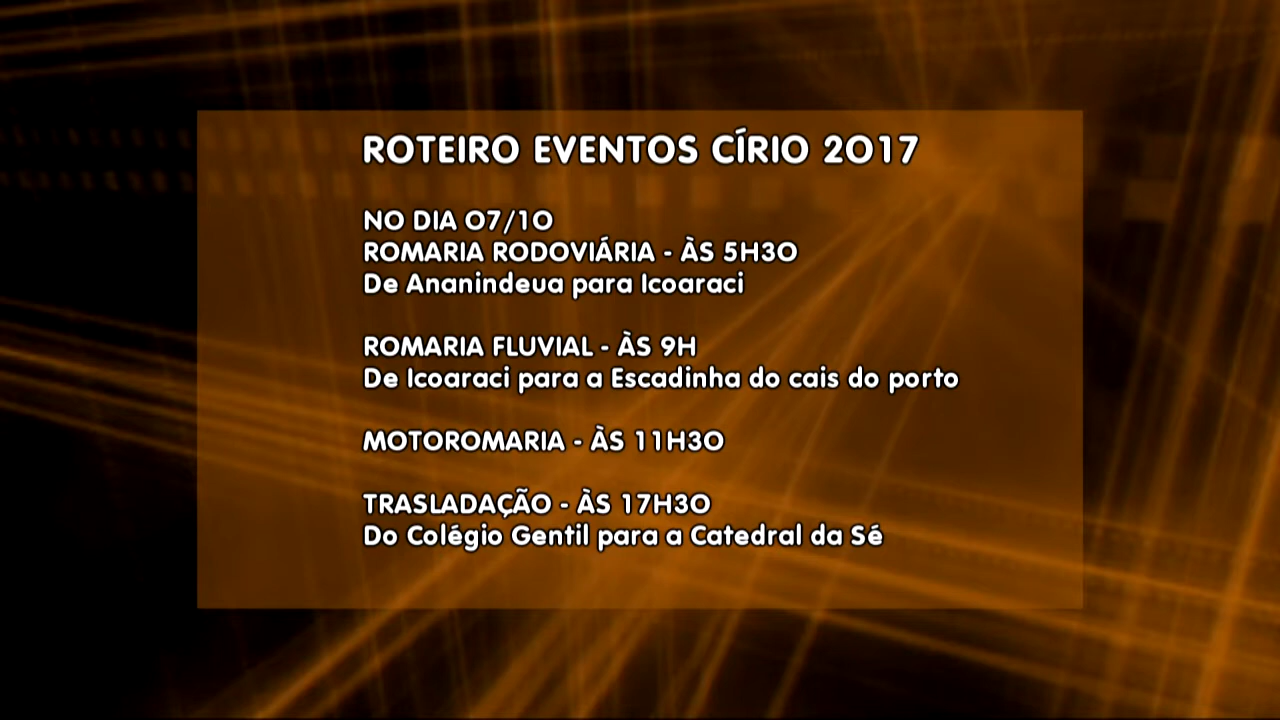 ROTEIRO EVENTOS CÍRIO 2017
NO DIA 07/10
ROMARIA RODOVIÁRIA - ÀS 5H30
De Ananindeua para Icoaraci
ROMARIA FLUVIAL - ÀS 9H
De Icoaraci para a Escadinha do cais do porto
MOTOROMARIA - ÀS 11H30
TRASLADAÇÃO - ÀS 17H30
Do Colégio Gentil para a Catedral da Sé